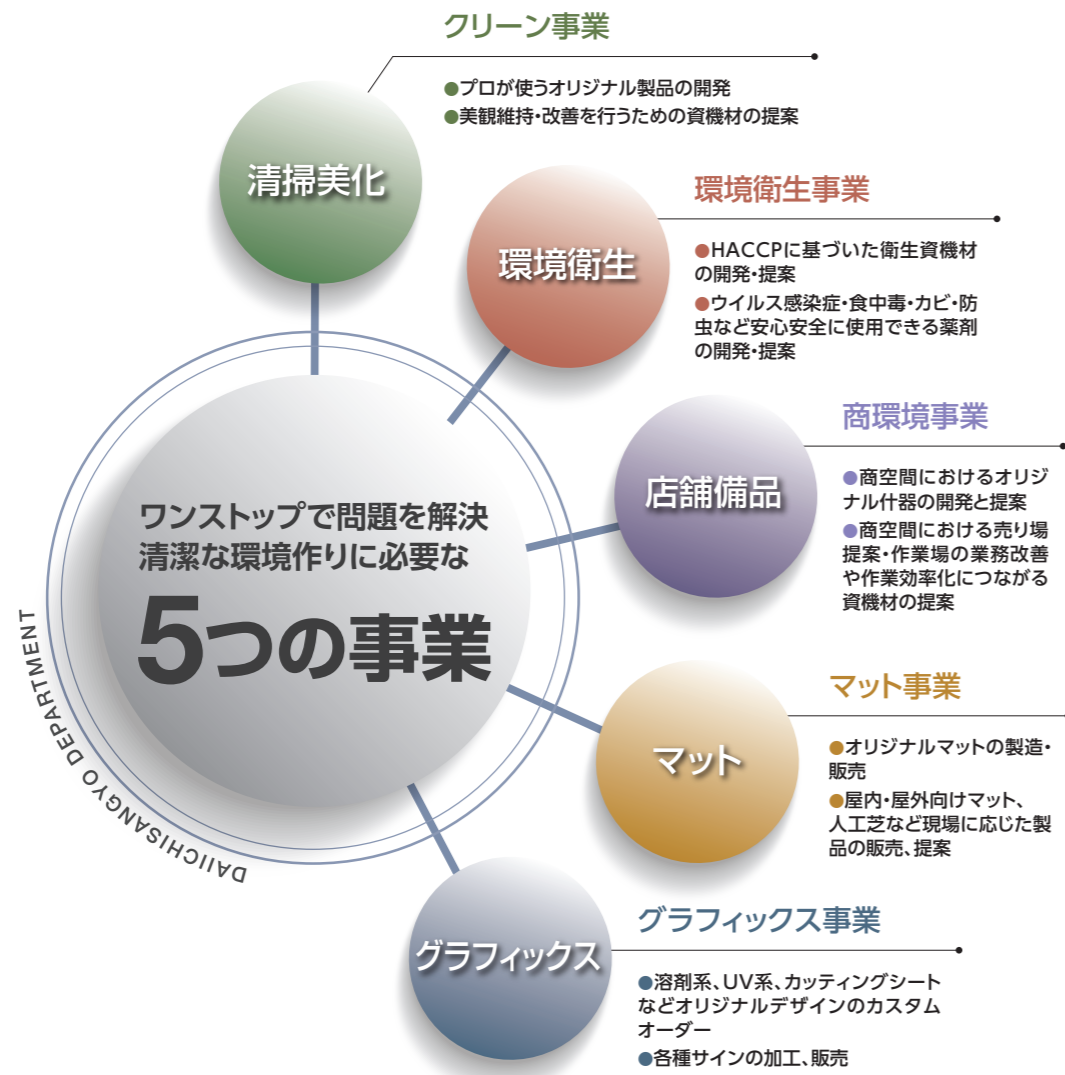 クリーン事業
●プロが使うオリジナル製品の開発
●美観維持・改善を行うための資機材の提案
清掃美化
環境衛生事業
環境衛生
●HACCPに基づいた衛生資機材
の開発・提案
●ウイルス感染症・食中毒・カビ・防
虫など安心安全に使用できる薬剤
の開発・提案
商環境事業
店舗備品
●商空間におけるオリジ
ナル什器の開発と提案
●商空間における売り場
提案・作業場の業務改善
や作業効率化につながる
資機材の提案
ワンストップで問題を解決
清潔な環境作りに必要な
5つの事業
DAIICHISANGYO DEPARTMENT
マット事業
マット
●オリジナルマットの製造・
販売
●屋内・屋外向けマット、
人工芝など現場に応じた製
品の販売、提案
グラフィックス事業
グラフィックス
●溶剤系、UV系、カッティングシート
などオリジナルデザインのカスタム
オーダー
●各種サインの加工、販売